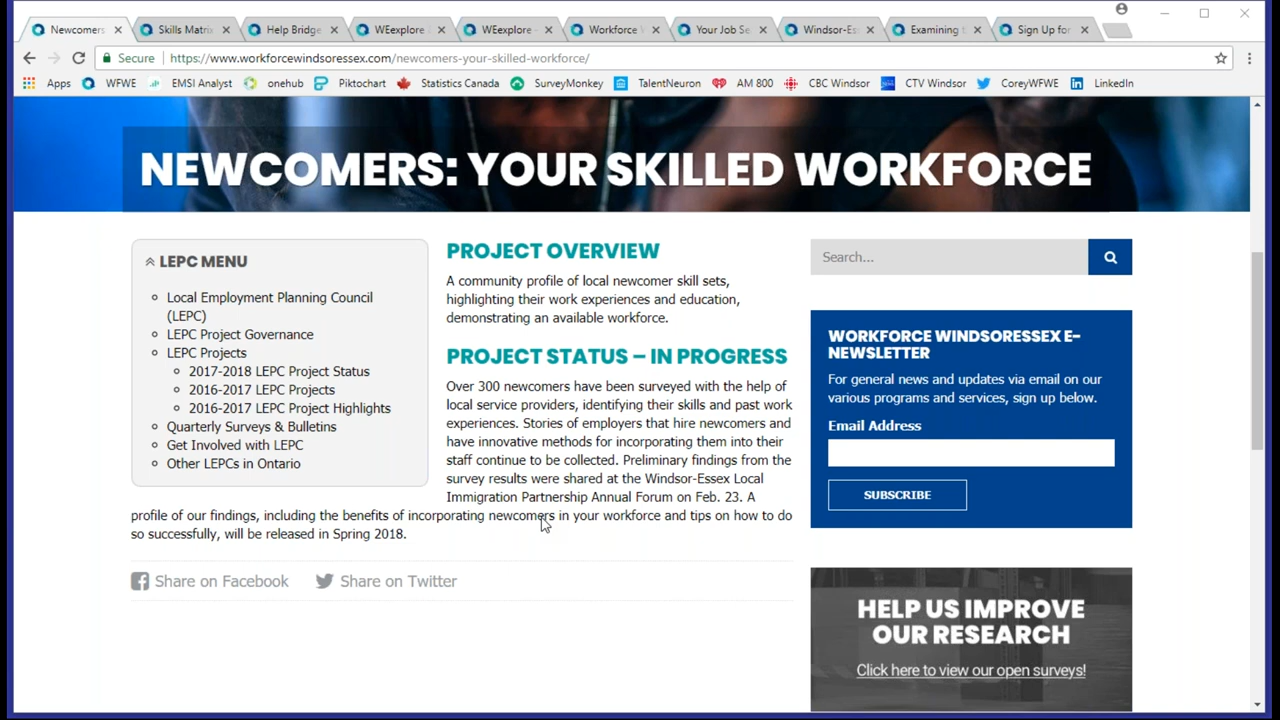 Newcomers
Skills Matri
Help Bridge
WEexplore
WEexplore
Workforce
Your Job Se
Windsor-Es
Examining
Sign Up for
Secure
https://www.workforcewindsoressex.com/newcomers-your-skilled-workforce/
Apps
WFWE
EMSI Analyst
onehub
Piktochart
Statistics Canada
SurveyMonkey
TalentNeuron
AM 800
CBC Windsor
CTV Windsor
CoreyWFWE
LinkedIn
NEWCOMERS: YOUR SKILLED WORKFORCE
LEPC MENU
Local Employment Planning Council
(LEPC)
LEPC Project Governance
LEPC Projects
2017-2018 LEPC Project Status
2016-2017 LEPC Projects
2016-2017 LEPC Project Highlights
Quarterly Surveys & Bulletins
Get Involved with LEPC
Other LEPCs in Ontario
PROJECT OVERVIEW
A community profile of local newcomer skill sets,
highlighting their work experiences and education,
demonstrating an available workforce.
PROJECT STATUS – IN PROGRESS
Over 300 newcomers have been surveyed with the help of
local service providers, identifying their skills and past work
experiences. Stories of employers that hire newcomers and
have innovative methods for incorporating them into their
staff continue to be collected. Preliminary findings from the
survey results were shared at the Windsor-Essex Local
Immigration Partnership Annual Forum on Feb. 23. A
profile of our findings, including the benefits of incorporating newcomers in your workforce and tips on how to do
so successfully, will be released in Spring 2018.
Share on Facebook
Share on Twitter
Search...
WORKFORCE WINDSORESSEX E-
NEWSLETTER
For general news and updates via email on our
various programs and services, sign up below.
Email Address
SUBSCRIBE
HELP US IMPROVE
OUR RESEARCH
Click here to view our open surveys!